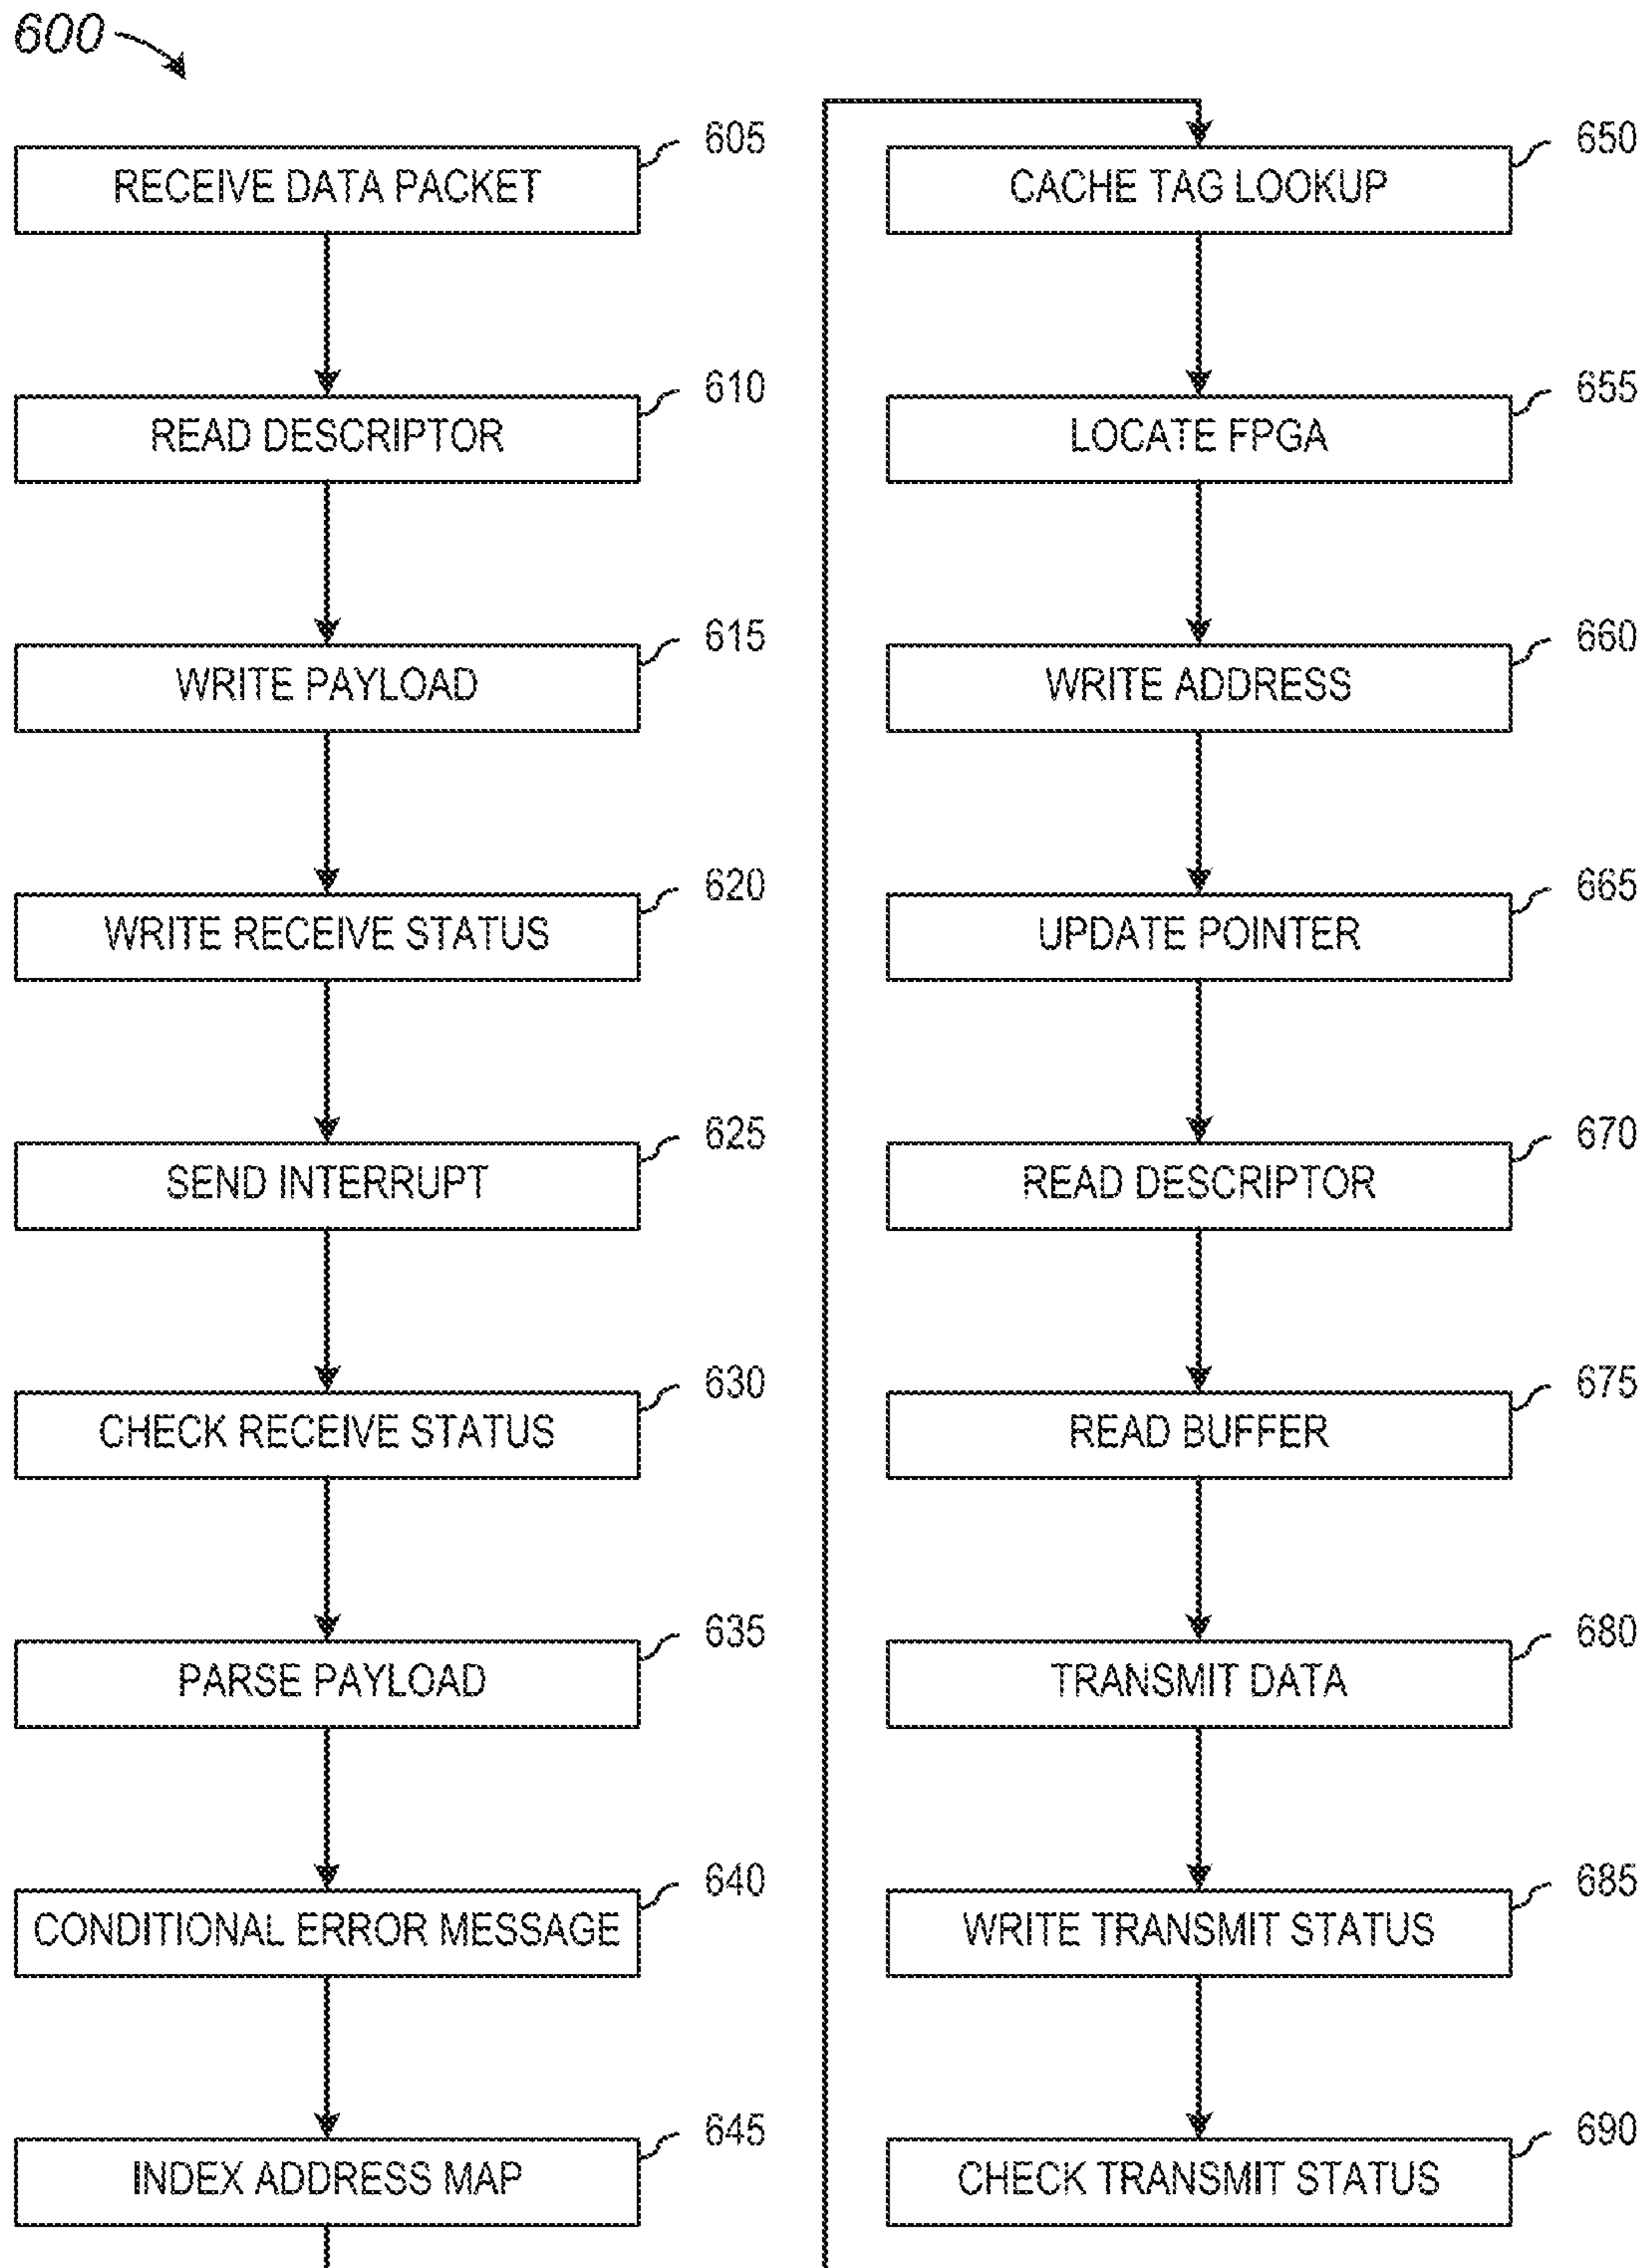 600
605
RECEIVE DATA PACKET
610
READ DESCRIPTOR
615
WRITE PAYLOAD
620
WRITE RECEIVE STATUS
625
SEND INTERRUPT
630
CHECK RECEIVE STATUS
635
PARSE PAYLOAD
640
CONDITIONAL ERROR MESSAGE
645
INDEX ADDRESS MAP
650
CACHE TAG LOOKUP
655
LOCATE FPGA
660
WRITE ADDRESS
665
UPDATE POINTER
670
READ DESCRIPTOR
675
READ BUFFER
680
TRANSMIT DATA
685
WRITE TRANSMIT STATUS
690
CHECK TRANSMIT STATUS